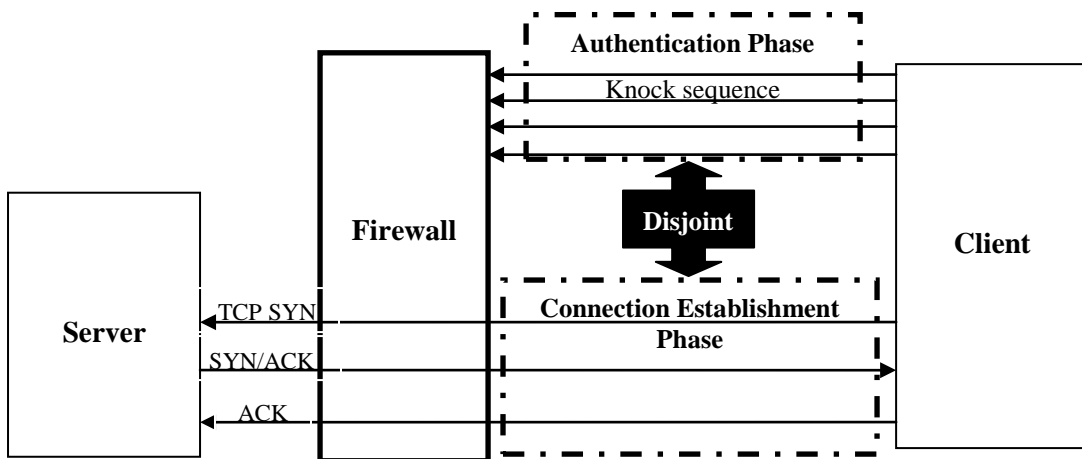 Authentication Phase
Knock sequence
Firewall
Disjoint
Client
Server
TCP SYN
Connection Establishment
Phase
SYN/ACK
ACK